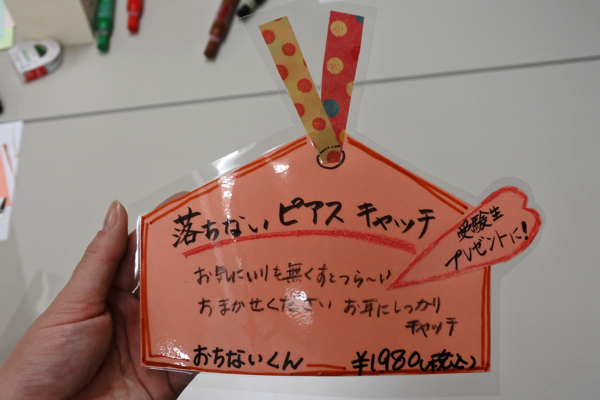 落ちない ピアス キャッチ
受験生
プレゼントに!
お気にいりを無くすとつら〜い
おまかせください お耳にしっかり
キャッチ
おちないくん
¥1,980(税込)